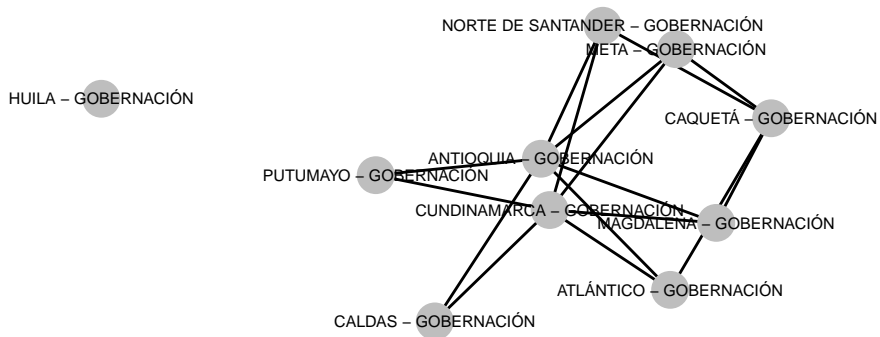 NORTE DE SANTANDER – GOBERNACIÓN
META – GOBERNACIÓN
HUILA – GOBERNACIÓN
CAQUETÁ – GOBERNACIÓN
ANTIOQUIA – GOBERNACIÓN
PUTUMAYO – GOBERNACIÓN
CUNDINAMARCA – GOBERNACIÓN
MAGDALENA – GOBERNACIÓN
ATLÁNTICO – GOBERNACIÓN
CALDAS – GOBERNACIÓN